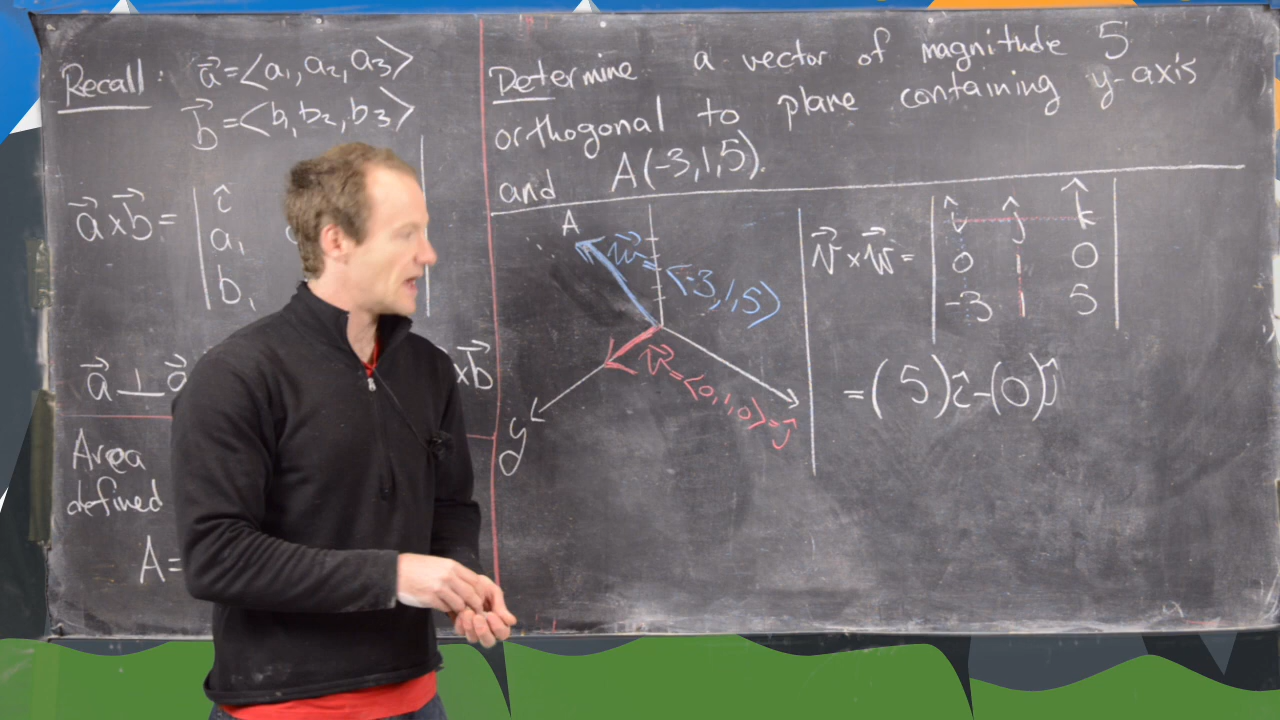 Recall: a⃗ = <a₁, a₂, a₃>
b⃗ = <b₁, b₂, b₃>
a⃗ x b⃗ =
î
a₁
b₁
a⃗ ⊥ a⃗
x b⃗
Area
defined
A =
Determine a vector of magnitude 5
orthogonal to plane containing y-axis
and A(-3,1,5).
A
w⃗ = <-3,1,5>
v⃗ = <0,1,0> = ĵ
y
v⃗ x w⃗ =
î ĵ k̂
0 1 0
-3 1 5
= (5)î - (0)ĵ